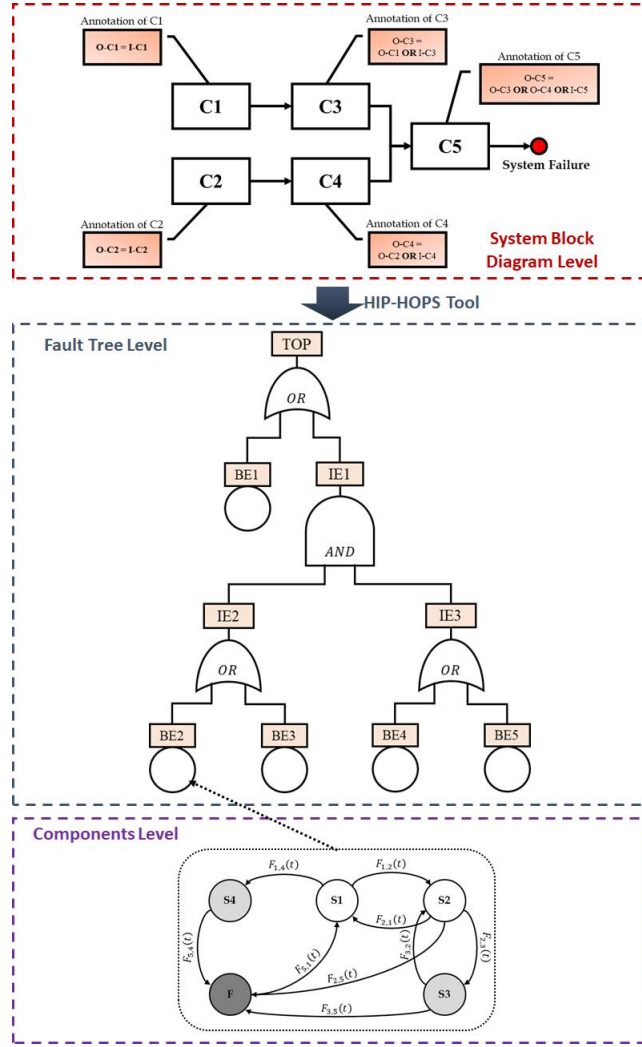 Annotation of C1
O-C1 = I-C1
Annotation of C3
O-C3 =
O-C1 OR I-C3
Annotation of C5
O-C5 =
O-C3 OR O-C4 OR I-C5
C1
C3
C5
System Failure
C2
C4
Annotation of C2
O-C2 = I-C2
Annotation of C4
O-C4 =
O-C2 OR I-C4
System Block
Diagram Level
HIP-HOPS Tool
Fault Tree Level
TOP
OR
BE1
IE1
AND
IE2
IE3
OR
OR
BE2
BE3
BE4
BE5
Components Level
F1,4(t)
F1,2(t)
S4
S1
S2
F2,1(t)
F5,4(t)
F5,1(t)
F2,5(t)
F3,2(t)
F2,3(t)
F
S3
F3,5(t)